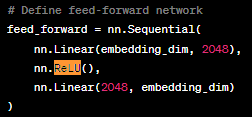 # Define feed-forward network
feed_forward = nn.Sequential(
    nn.Linear(embedding_dim, 2048),
    nn.ReLU(),
    nn.Linear(2048, embedding_dim)
)